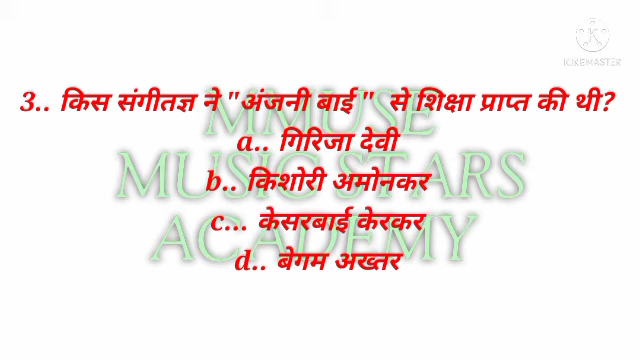 KINEMASTER
3.. किस संगीतज्ञ ने "अंजनी बाई " से शिक्षा प्राप्त की थी?
a.. गिरिजा देवी
b.. किशोरी अमोनकर
c... केसरबाई केरकर
d.. बेगम अख्तर
MMUSE
MUSIC STARS
ACADEMY